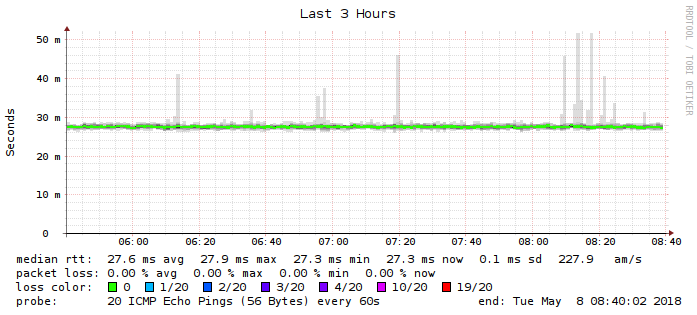 Last 3 Hours
RRDTOOL / TOBI OETIKER
Seconds
50 m
40 m
30 m
20 m
10 m
0
06:00 06:20 06:40 07:00 07:20 07:40 08:00 08:20 08:40
median rtt: 27.6 ms avg 27.9 ms max 27.3 ms min 27.3 ms now 0.1 ms sd 227.9 am/s
packet loss: 0.00 % avg 0.00 % max 0.00 % min 0.00 % now
loss color: 0 1/20 2/20 3/20 4/20 10/20 19/20
probe: 20 ICMP Echo Pings (56 Bytes) every 60s end: Tue May 8 08:40:02 2018